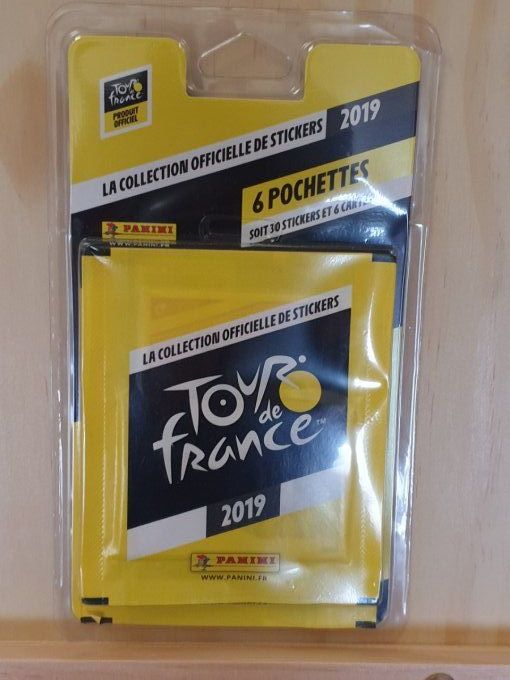 TOUR
de
france
PRODUIT
OFFICIEL
LA COLLECTION OFFICIELLE DE STICKERS 2019
6 POCHETTES
SOIT 30 STICKERS ET 6 CARTES
PANINI
WWW.PANINI.FR
LA COLLECTION OFFICIELLE DE STICKERS
TOUR
de
france™
2019
PANINI
WWW.PANINI.FR